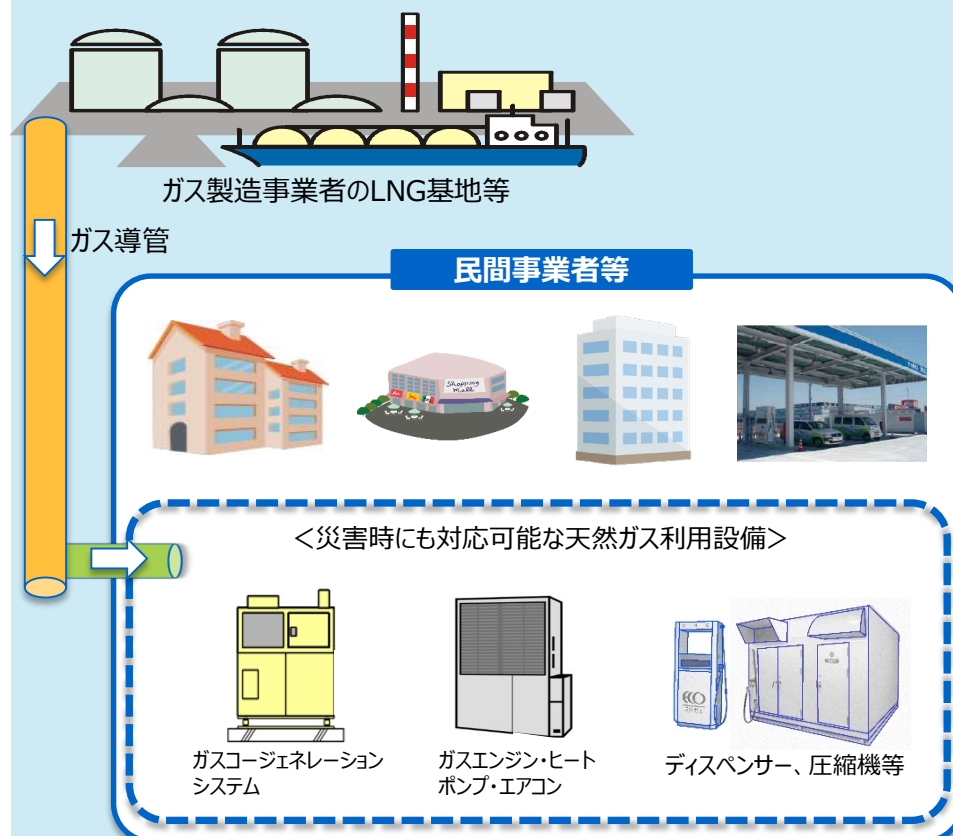 ガス製造事業者のLNG基地等
ガス導管
民間事業者等
Shopping
Mall
＜災害時にも対応可能な天然ガス利用設備＞
ECO
ガスコージェネレーション
システム
ガスエンジン・ヒート
ポンプ・エアコン
ディスペンサー、圧縮機等